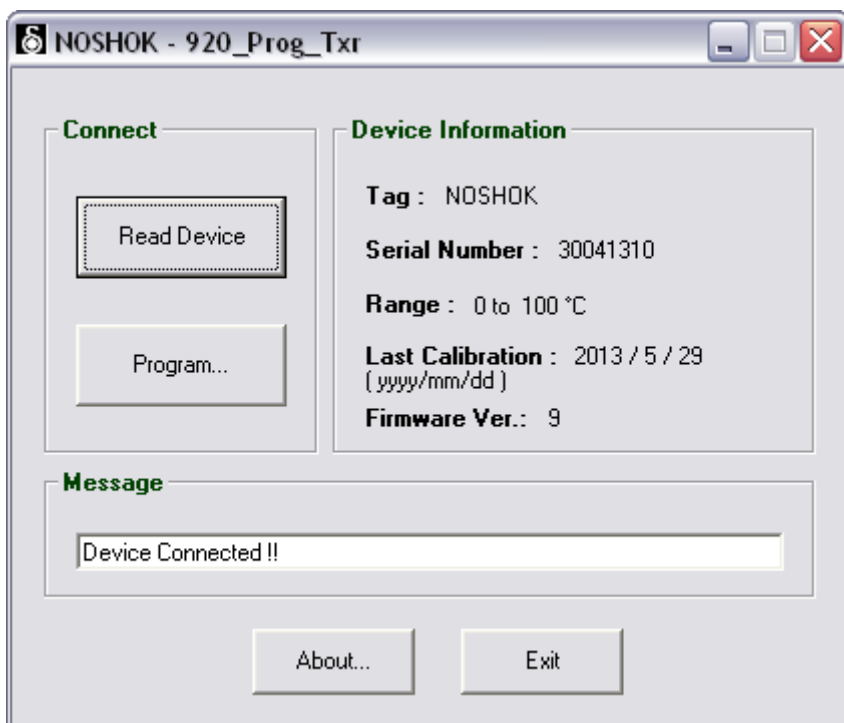 NOSHOK - 920_Prog_Txr
Connect
Read Device
Program...
Device Information
Tag : NOSHOK
Serial Number : 30041310
Range : 0 to 100 °C
Last Calibration : 2013 / 5 / 29
( yyyy/mm/dd )
Firmware Ver.: 9
Message
Device Connected !!
About...
Exit